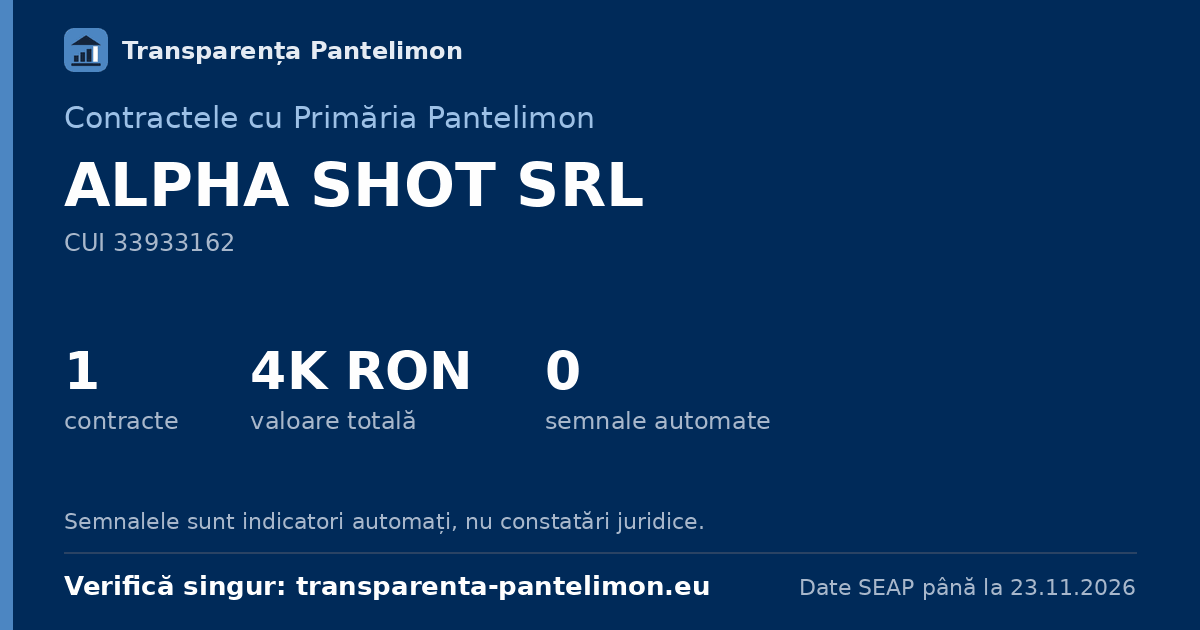 Transparența Pantelimon
Contractele cu Primăria Pantelimon
ALPHA SHOT SRL
CUI 33933162
1
contracte
4K RON
valoare totală
0
semnale automate
Semnalele sunt indicatori automați, nu constatări juridice.
Verifică singur: transparenta-pantelimon.eu
Date SEAP până la 23.11.2026